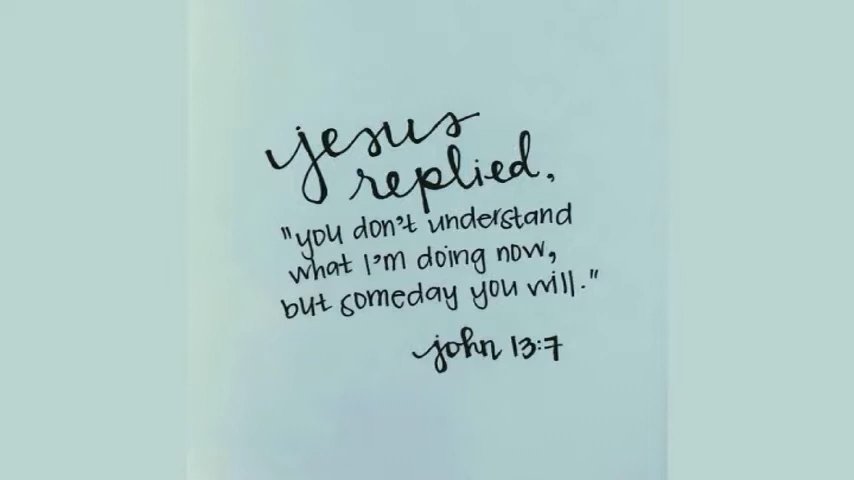 Jesus
replied,
"you don't understand
what I'm doing now,
but someday you will."
john 13:7